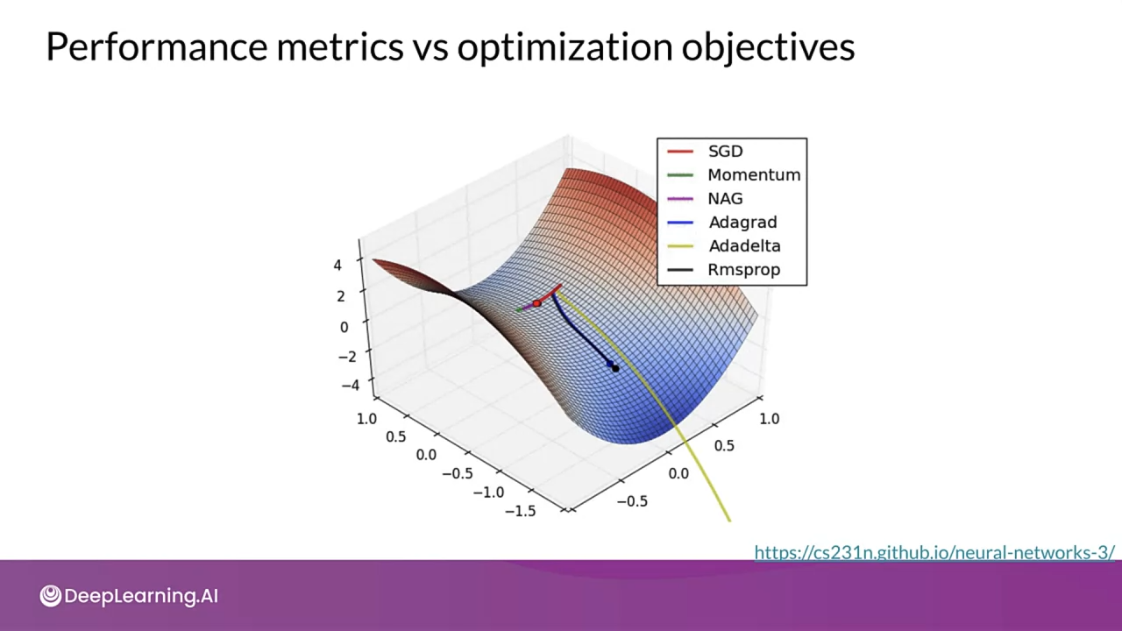 Performance metrics vs optimization objectives
SGD
Momentum
NAG
Adagrad
Adadelta
Rmsprop
4
2
0
−2
−4
1.0
0.5
0.0
−0.5
−1.0
−1.5
−0.5
0.0
0.5
1.0
https://cs231n.github.io/neural-networks-3/
DeepLearning.AI